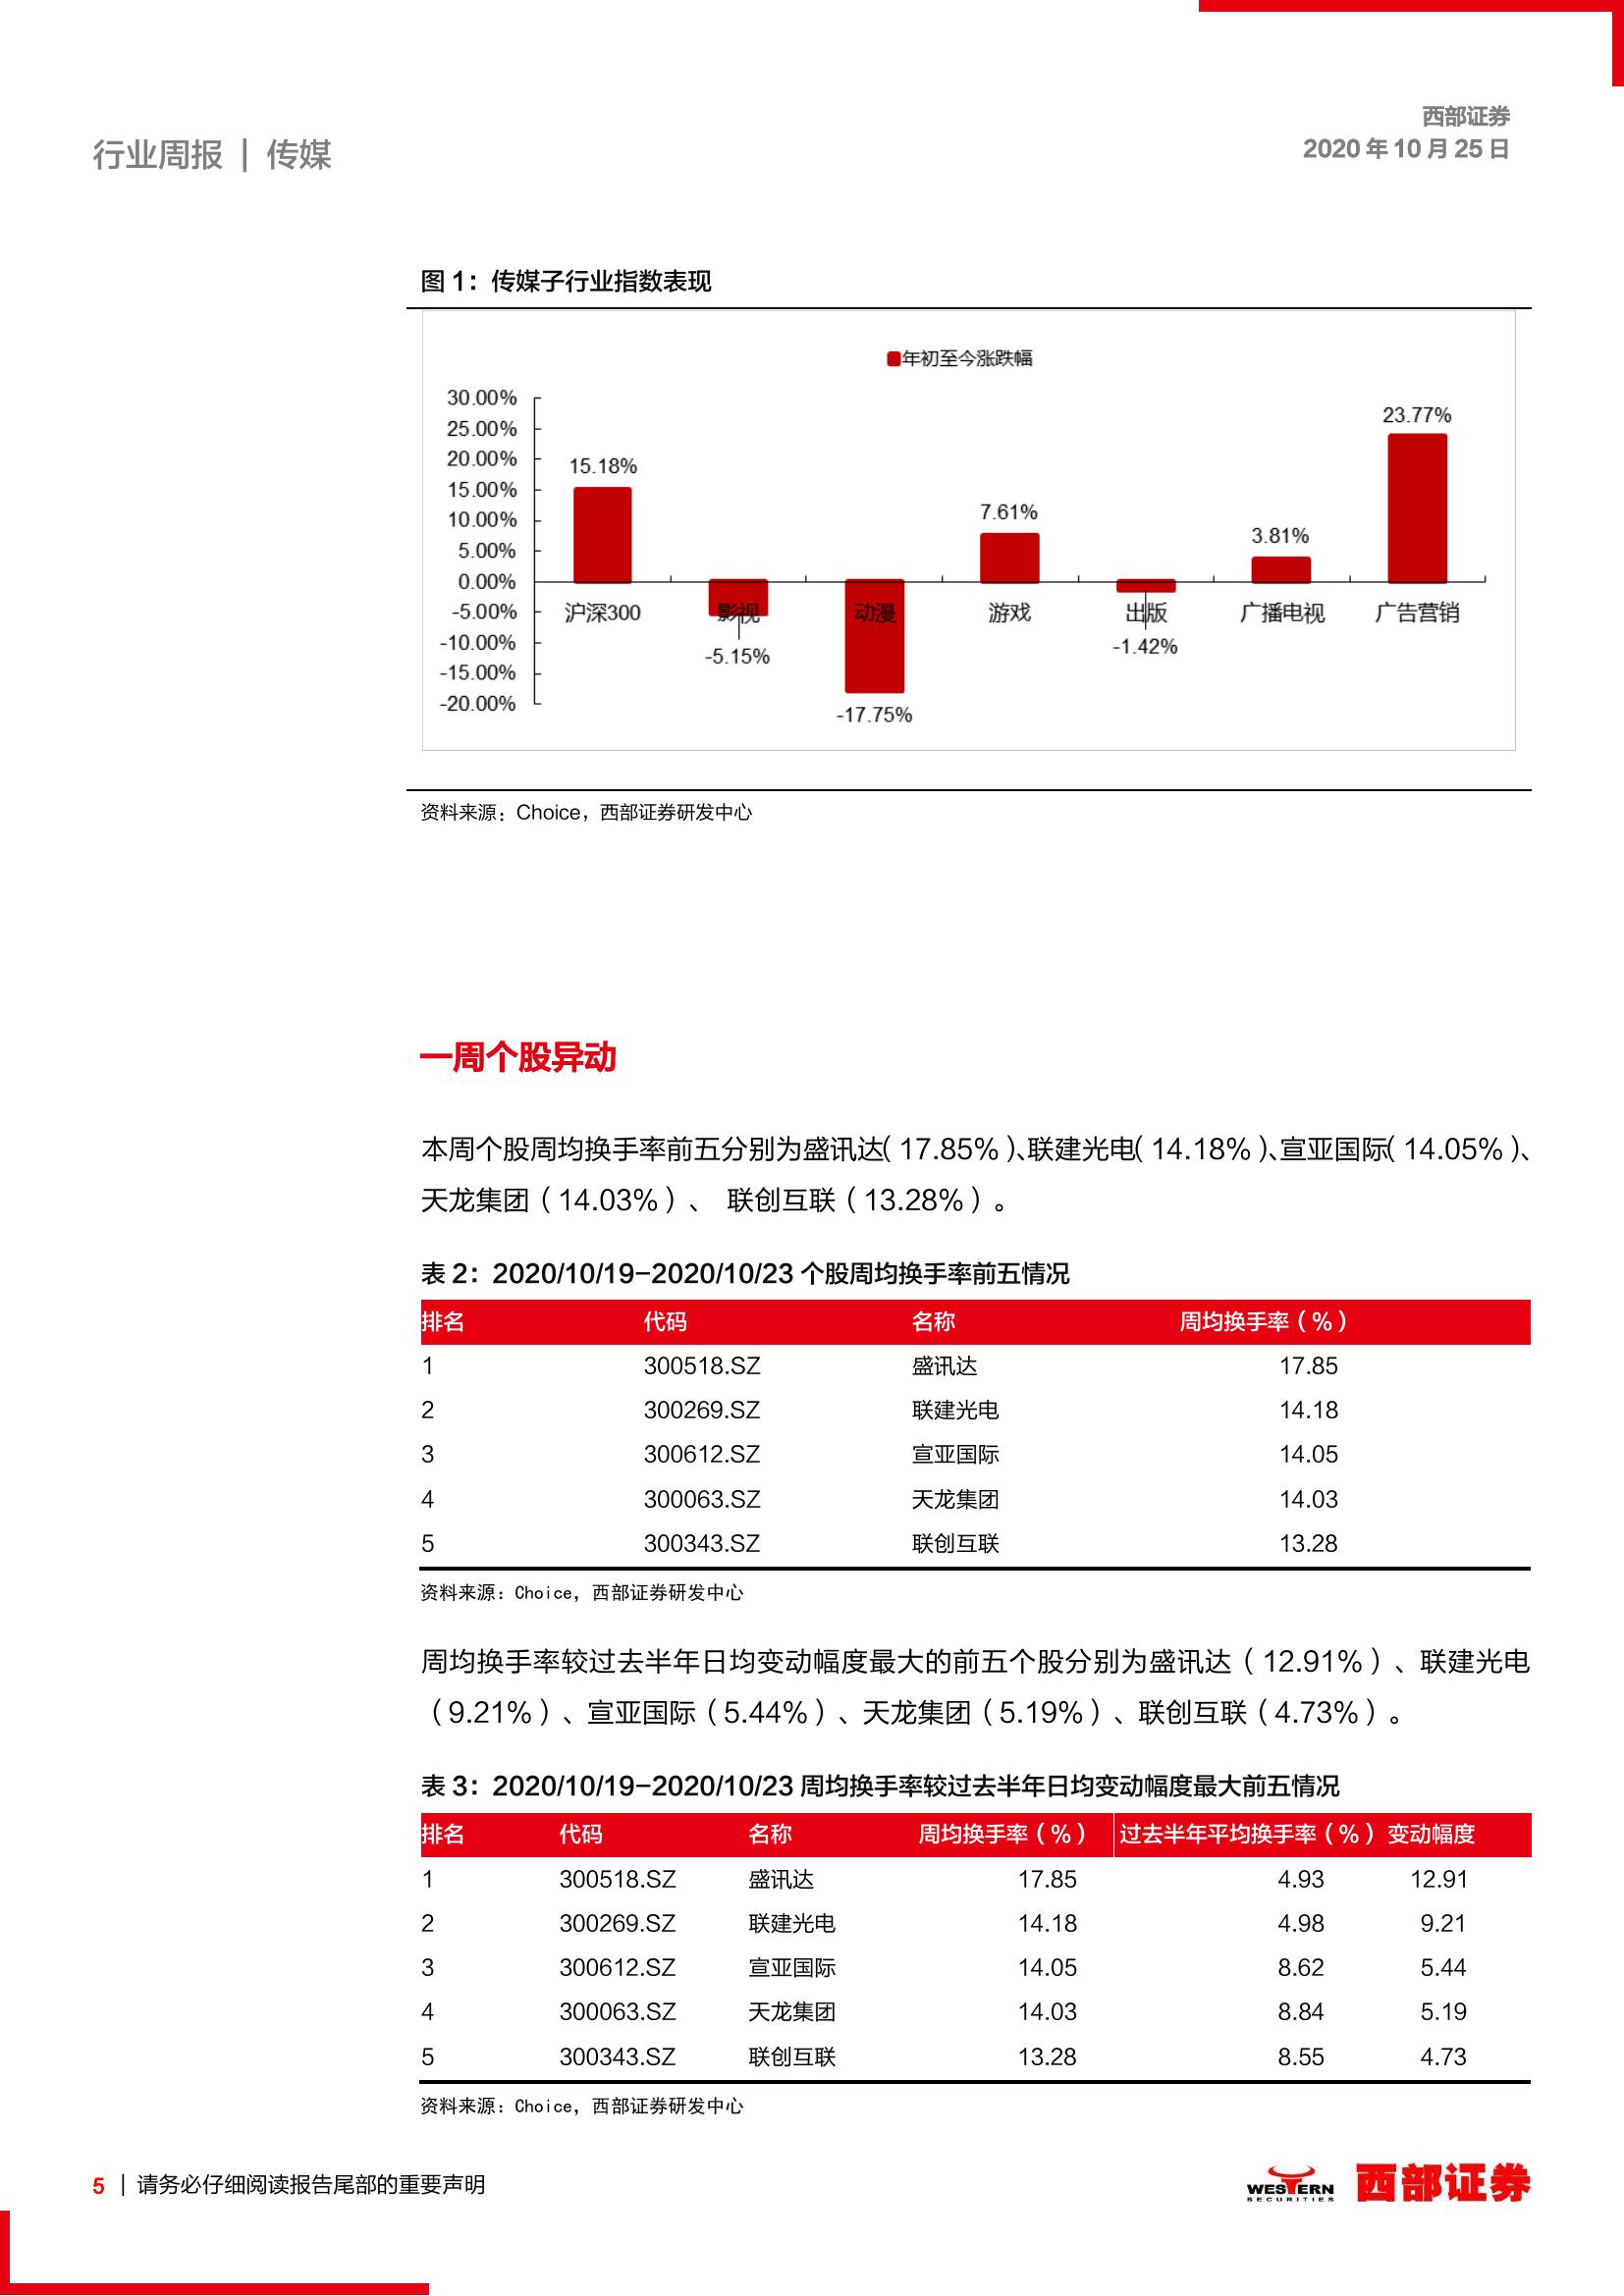 西部证券
2020 年 10 月 25 日
行业周报 | 传媒
图 1：传媒子行业指数表现
年初至今涨跌幅
30.00%
25.00%
20.00%
15.00%
10.00%
5.00%
0.00%
-5.00%
-10.00%
-15.00%
-20.00%
15.18%
-5.15%
-17.75%
7.61%
-1.42%
3.81%
23.77%
沪深300 影视 动漫 游戏 出版 广播电视 广告营销
资料来源：Choice，西部证券研发中心
一周个股异动
本周个股周均换手率前五分别为盛讯达（17.85%）、联建光电（14.18%）、宣亚国际（14.05%）、
天龙集团（14.03%）、 联创互联（13.28%）。
表 2：2020/10/19-2020/10/23 个股周均换手率前五情况
排名 代码 名称 周均换手率（%）
1 300518.SZ 盛讯达 17.85
2 300269.SZ 联建光电 14.18
3 300612.SZ 宣亚国际 14.05
4 300063.SZ 天龙集团 14.03
5 300343.SZ 联创互联 13.28
资料来源：Choice，西部证券研发中心
周均换手率较过去半年日均变动幅度最大的前五个股分别为盛讯达（12.91%）、联建光电
（9.21%）、宣亚国际（5.44%）、天龙集团（5.19%）、联创互联（4.73%）。
表 3：2020/10/19-2020/10/23 周均换手率较过去半年日均变动幅度最大前五情况
排名 代码 名称 周均换手率（%） 过去半年平均换手率（%） 变动幅度
1 300518.SZ 盛讯达 17.85 4.93 12.91
2 300269.SZ 联建光电 14.18 4.98 9.21
3 300612.SZ 宣亚国际 14.05 8.62 5.44
4 300063.SZ 天龙集团 14.03 8.84 5.19
5 300343.SZ 联创互联 13.28 8.55 4.73
资料来源：Choice，西部证券研发中心
5 | 请务必仔细阅读报告尾部的重要声明
WESTERN
SECURITIES
西部证券